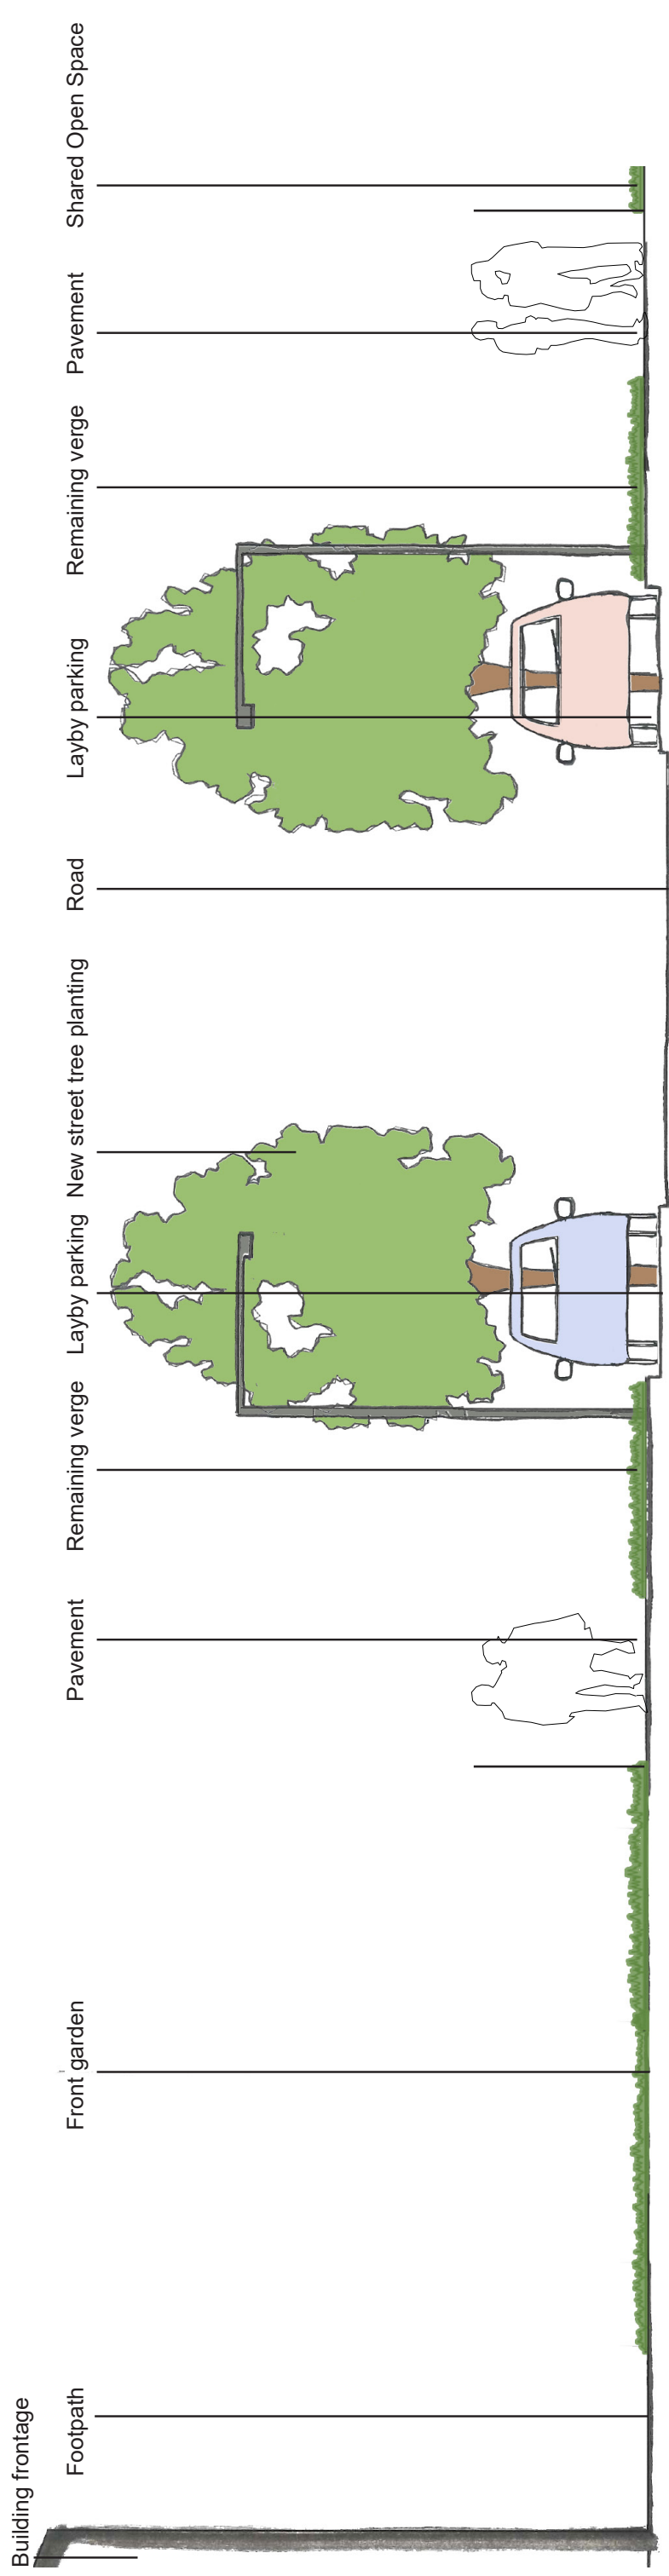 Building frontage
Footpath
Front garden
Pavement
Remaining verge
Layby parking
New street tree planting
Road
Layby parking
Remaining verge
Pavement
Shared Open Space